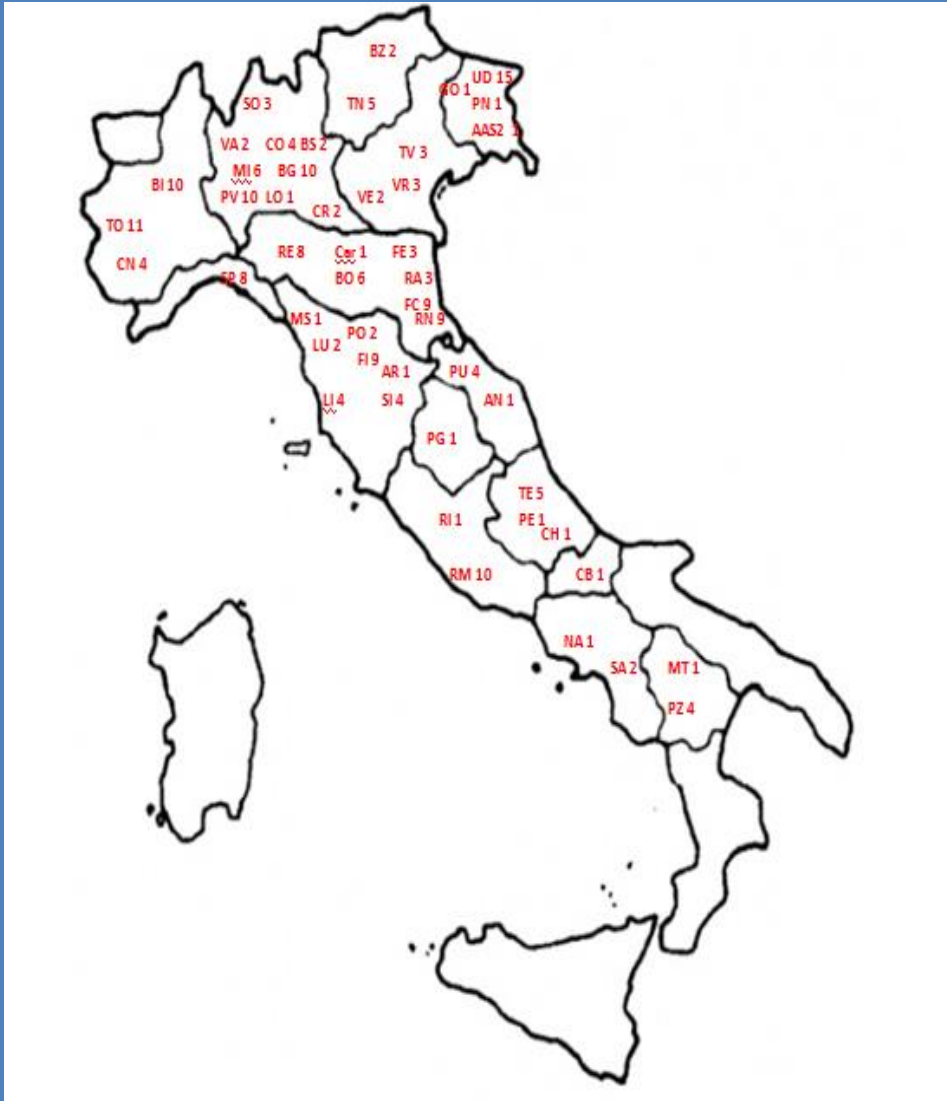 BZ 2
UD 15
GO 1
SO 3
TN 5
PN 1
AAS2 1
VA 2
CO 4 BS 2
TV 3
MI 6
BG 10
BI 10
VR 3
PV 10
LO 1
VE 2
CR 2
TO 11
RE 8
Car 1
FE 3
CN 4
SP 8
BO 6
RA 3
FC 9
MS 1
RN 9
PO 2
LU 2
FI 9
AR 1
PU 4
LI 4
SI 4
AN 1
PG 1
TE 5
RI 1
PE 1
CH 1
RM 10
CB 1
NA 1
SA 2
MT 1
PZ 4